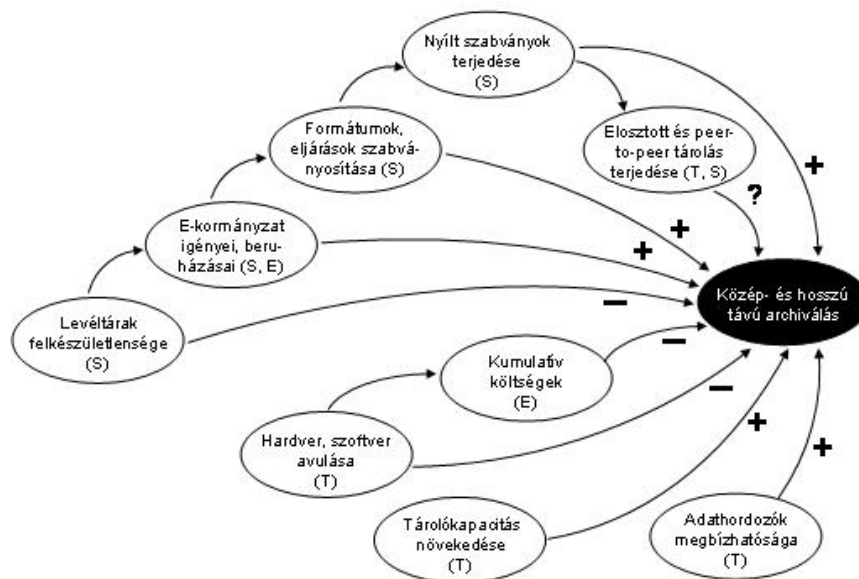 Nyílt szabványok
terjedése
(S)
Formátumok,
eljárások szabvá-
nyosítása (S)
Elosztott és peer-
to-peer tárolás
terjedése (T, S)
+
?
E-kormányzat
igényei, beru-
házásai (S, E)
+
+
Közép- és hosszú
távú archiválás
Levéltárak
felkészületlensége
(S)
−
Kumulatív
költségek
(E)
−
−
Hardver, szoftver
avulása
(T)
+
+
Tárolókapacitás
növekedése
(T)
Adathordozók
megbízhatósága
(T)